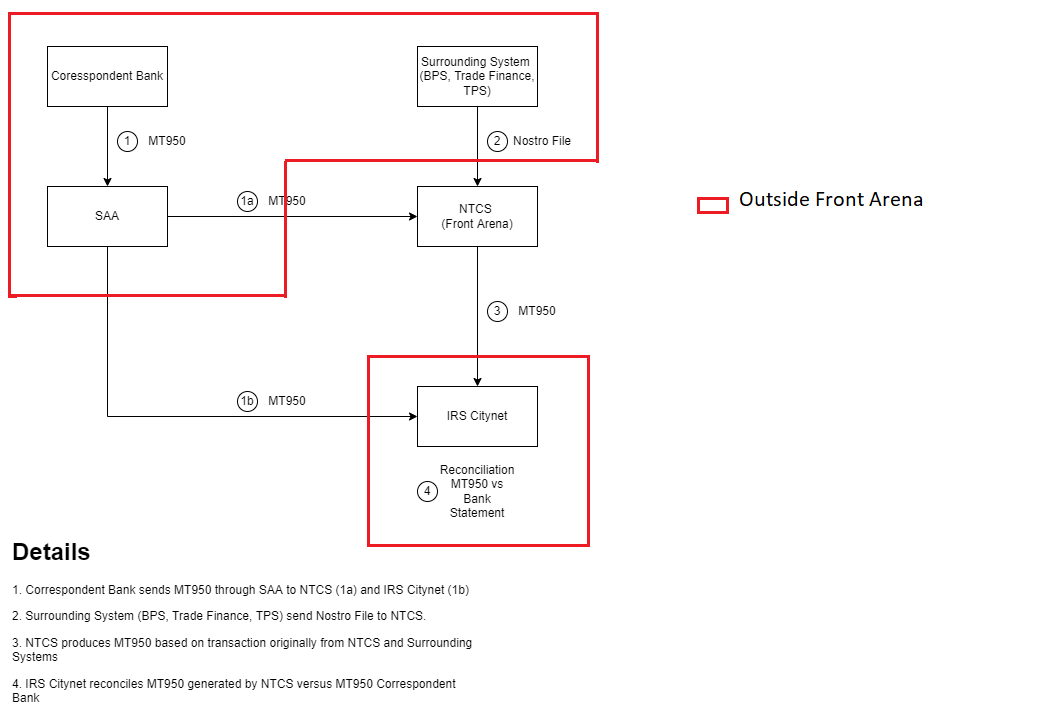 Coresspondent Bank
Surrounding System
(BPS, Trade Finance,
TPS)
1 MT950
2 Nostro File
SAA
1a MT950
NTCS
(Front Arena)
Outside Front Arena
3 MT950
1b MT950
IRS Citynet
4
Reconciliation
MT950 vs
Bank
Statement
Details
1. Correspondent Bank sends MT950 through SAA to NTCS (1a) and IRS Citynet (1b)
2. Surrounding System (BPS, Trade Finance, TPS) send Nostro File to NTCS.
3. NTCS produces MT950 based on transaction originally from NTCS and Surrounding
Systems
4. IRS Citynet reconciles MT950 generated by NTCS versus MT950 Correspondent
Bank